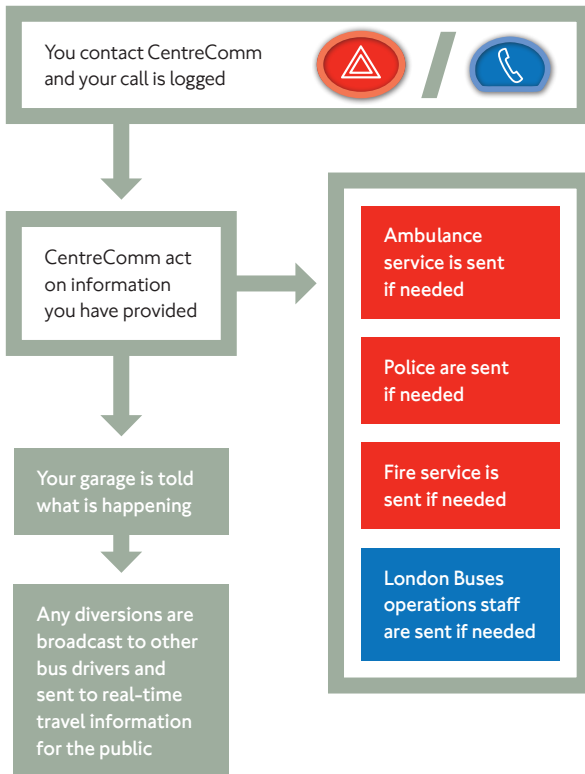 You contact CentreComm
and your call is logged
CentreComm act
on information
you have provided
Your garage is told
what is happening
Any diversions are
broadcast to other
bus drivers and
sent to real-time
travel information
for the public
Ambulance
service is sent
if needed
Police are sent
if needed
Fire service is
sent if needed
London Buses
operations staff
are sent if needed